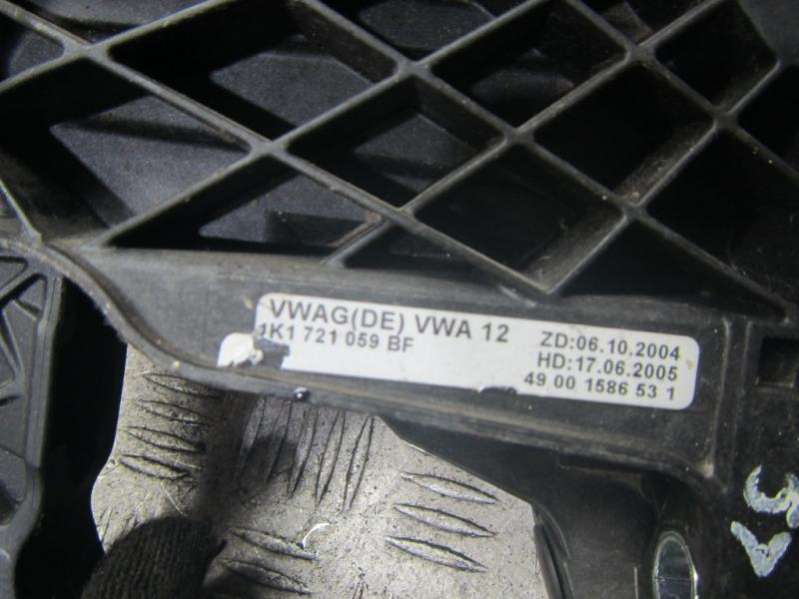 VWAG(DE) VWA 12
1K1 721 059 BF
ZD:06.10.2004
HD:17.06.2005
49 00 1586 53 1